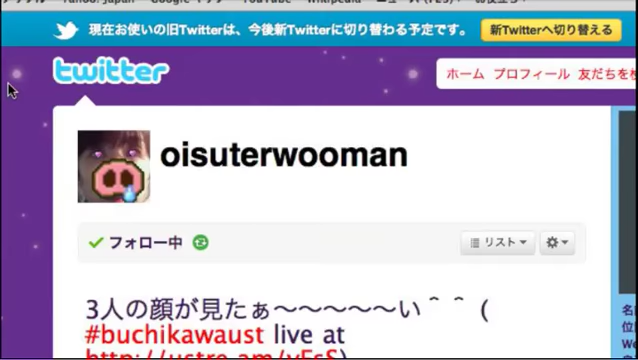 現在お使いの旧Twitterは、今後新Twitterに切り替わる予定です。 新Twitterへ切り替える
twitter
ホーム プロフィール 友だちを
oisuterwooman
フォロー中 リスト
3人の顔が見たぁ〜〜〜〜〜い＾＾ (
#buchikawaust live at